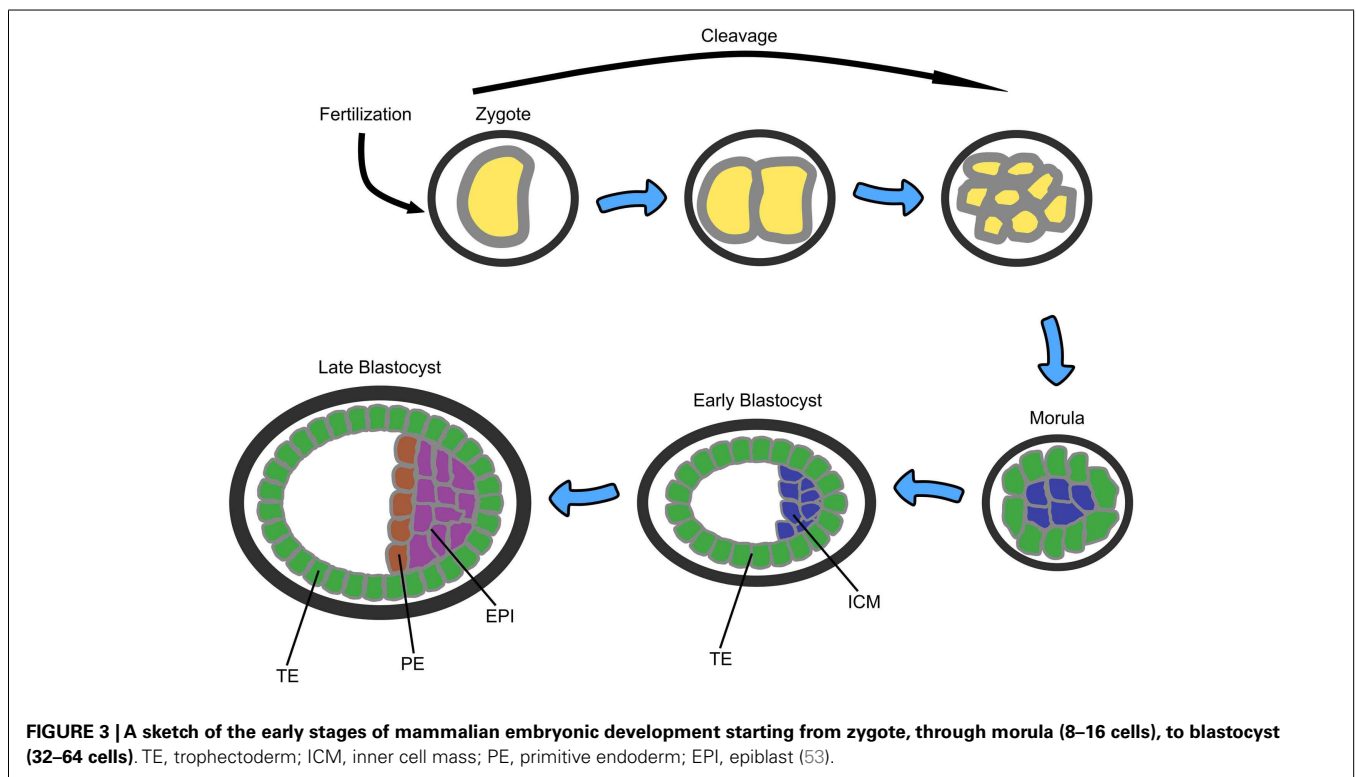 Cleavage
Fertilization
Zygote
Late Blastocyst
Early Blastocyst
Morula
TE
PE
EPI
TE
ICM
FIGURE 3 | A sketch of the early stages of mammalian embryonic development starting from zygote, through morula (8–16 cells), to blastocyst
(32–64 cells). TE, trophectoderm; ICM, inner cell mass; PE, primitive endoderm; EPI, epiblast (53).